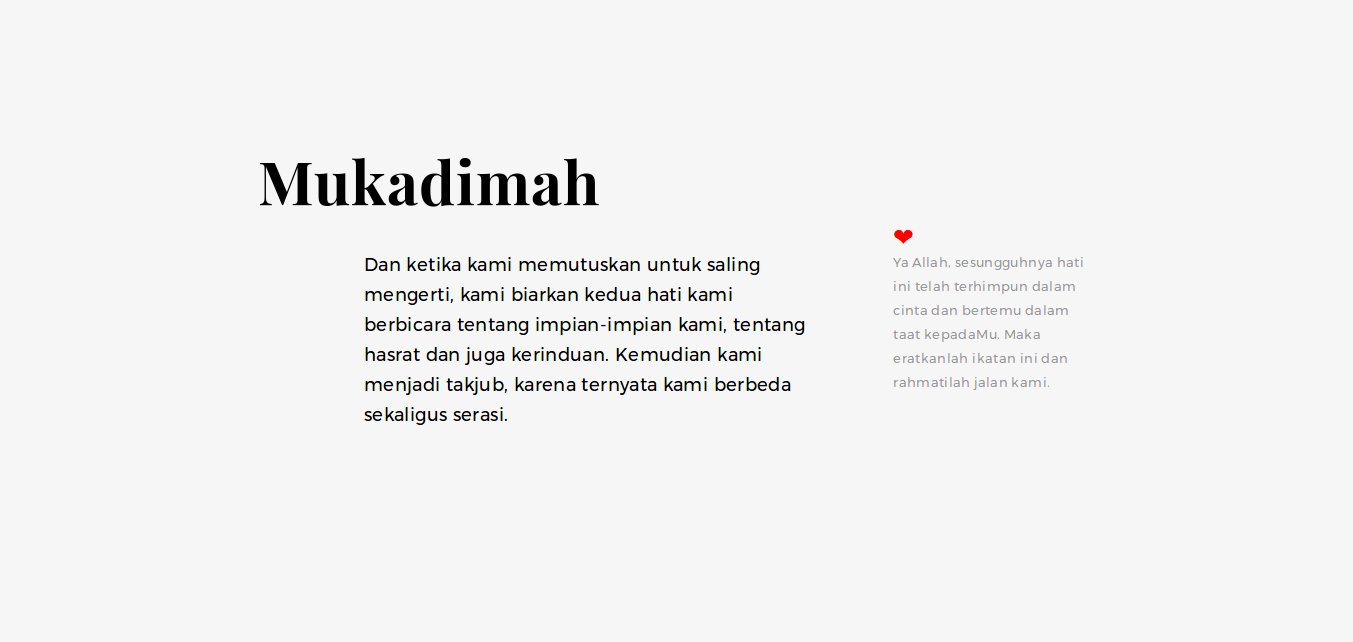 Mukadimah
Dan ketika kami memutuskan untuk saling
mengerti, kami biarkan kedua hati kami
berbicara tentang impian-impian kami, tentang
hasrat dan juga kerinduan. Kemudian kami
menjadi takjub, karena ternyata kami berbeda
sekaligus serasi.
❤
Ya Allah, sesungguhnya hati
ini telah terhimpun dalam
cinta dan bertemu dalam
taat kepadaMu. Maka
eratkanlah ikatan ini dan
rahmatilah jalan kami.